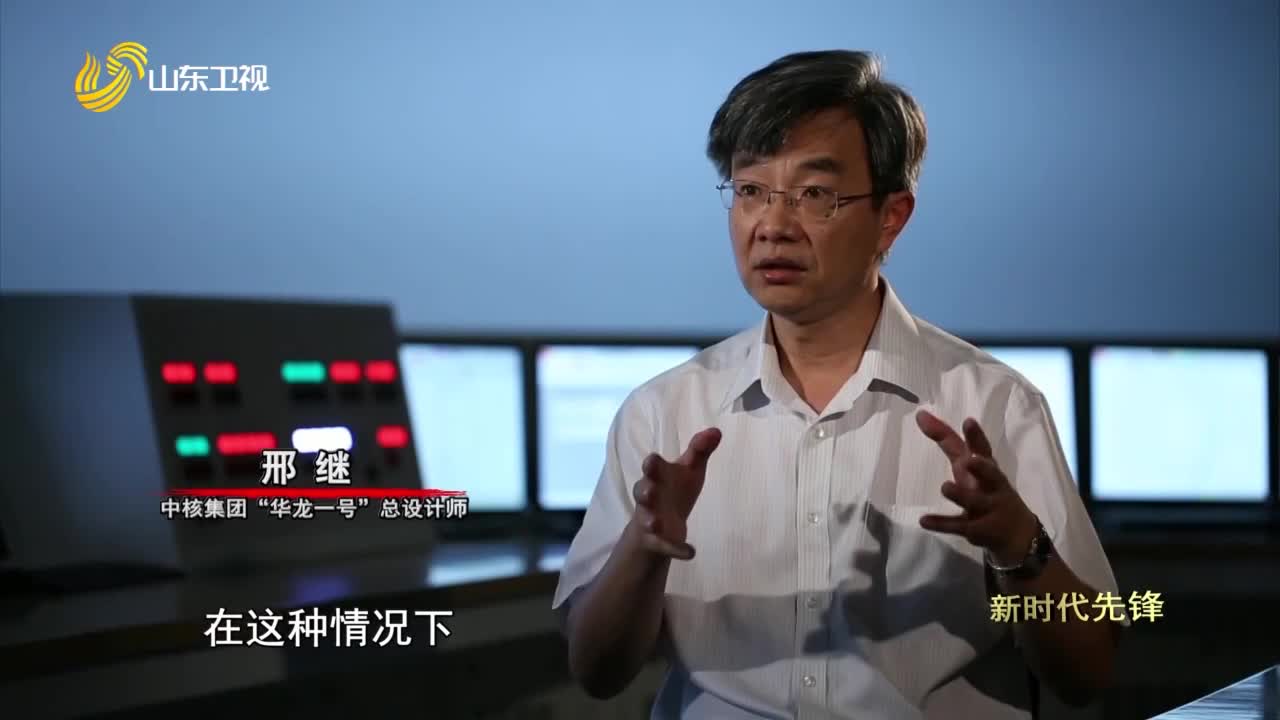 山东卫视
邢继
中核集团“华龙一号”总设计师
在这种情况下
新时代先锋